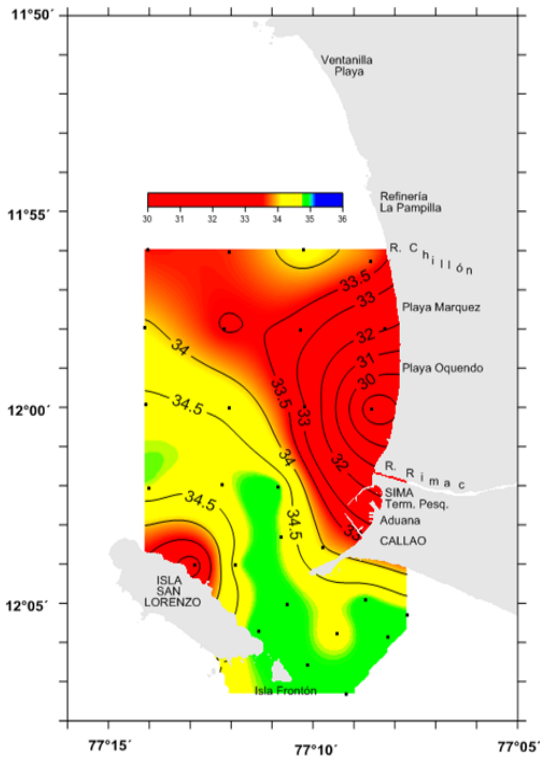 11°50´
Ventanilla
Playa
30 31 32 33 34 35 36
Refinería
La Pampilla
11°55´
R. Chillón
33.5
33
Playa Marquez
32
34
31
Playa Oquendo
30
33.5
34.5
33
12°00´
34
32
R. Rimac
34.5
SIMA
Term. Pesq.
34.5
Aduana
33
CALLAO
ISLA
SAN
LORENZO
12°05´
Isla Frontón
77°15´ 77°10´ 77°05´